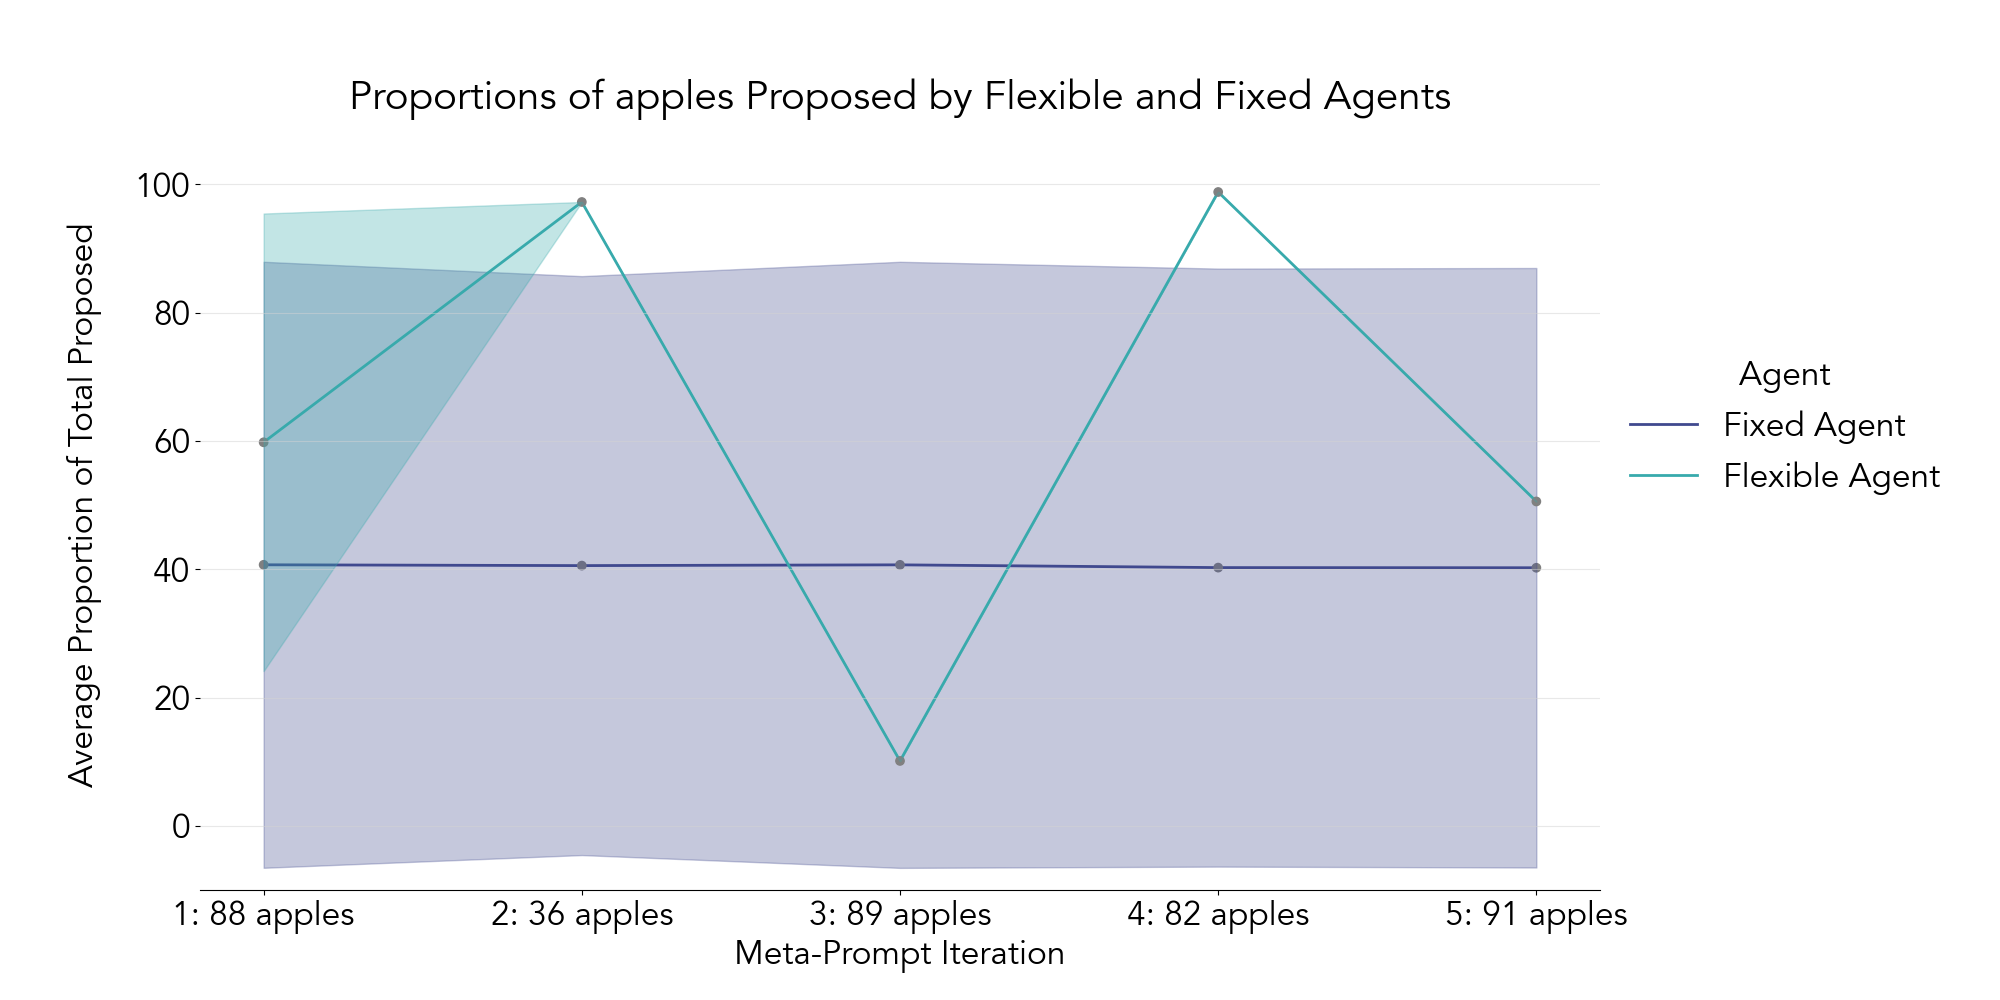 Proportions of apples Proposed by Flexible and Fixed Agents
Average Proportion of Total Proposed
100
80
60
40
20
0
1: 88 apples
2: 36 apples
3: 89 apples
4: 82 apples
5: 91 apples
Meta-Prompt Iteration
Agent
Fixed Agent
Flexible Agent